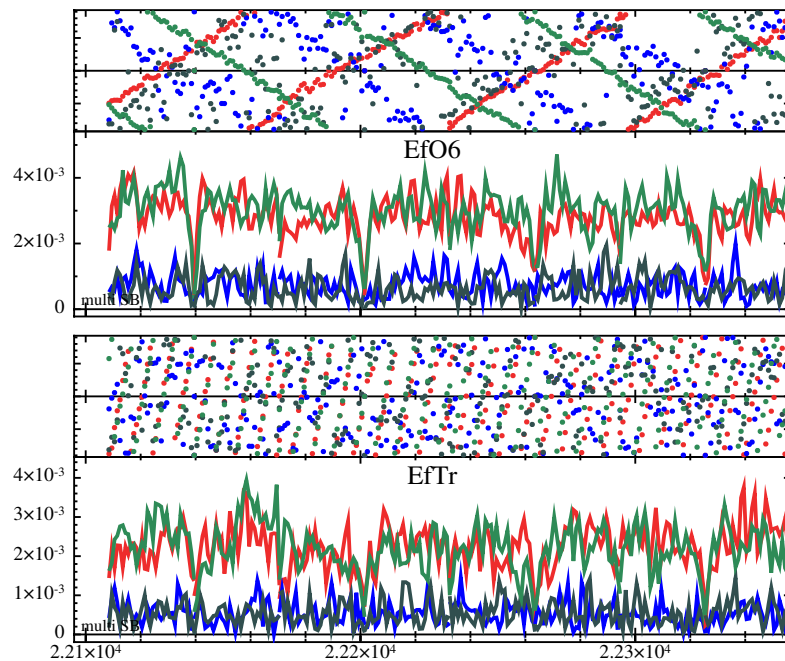 EfO6
4×10⁻³
2×10⁻³
0
multi SB
EfTr
4×10⁻³
3×10⁻³
2×10⁻³
1×10⁻³
0
multi SB
2.21×10⁴ 2.22×10⁴ 2.23×10⁴